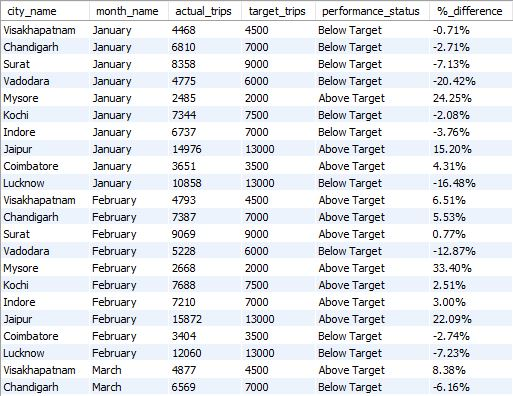 city_name month_name actual_trips target_trips performance_status %_difference
Visakhapatnam January 4468 4500 Below Target -0.71%
Chandigarh January 6810 7000 Below Target -2.71%
Surat January 8358 9000 Below Target -7.13%
Vadodara January 4775 6000 Below Target -20.42%
Mysore January 2485 2000 Above Target 24.25%
Kochi January 7344 7500 Below Target -2.08%
Indore January 6737 7000 Below Target -3.76%
Jaipur January 14976 13000 Above Target 15.20%
Coimbatore January 3651 3500 Above Target 4.31%
Lucknow January 10858 13000 Below Target -16.48%
Visakhapatnam February 4793 4500 Above Target 6.51%
Chandigarh February 7387 7000 Above Target 5.53%
Surat February 9069 9000 Above Target 0.77%
Vadodara February 5228 6000 Below Target -12.87%
Mysore February 2668 2000 Above Target 33.40%
Kochi February 7688 7500 Above Target 2.51%
Indore February 7210 7000 Above Target 3.00%
Jaipur February 15872 13000 Above Target 22.09%
Coimbatore February 3404 3500 Below Target -2.74%
Lucknow February 12060 13000 Below Target -7.23%
Visakhapatnam March 4877 4500 Above Target 8.38%
Chandigarh March 6569 7000 Below Target -6.16%